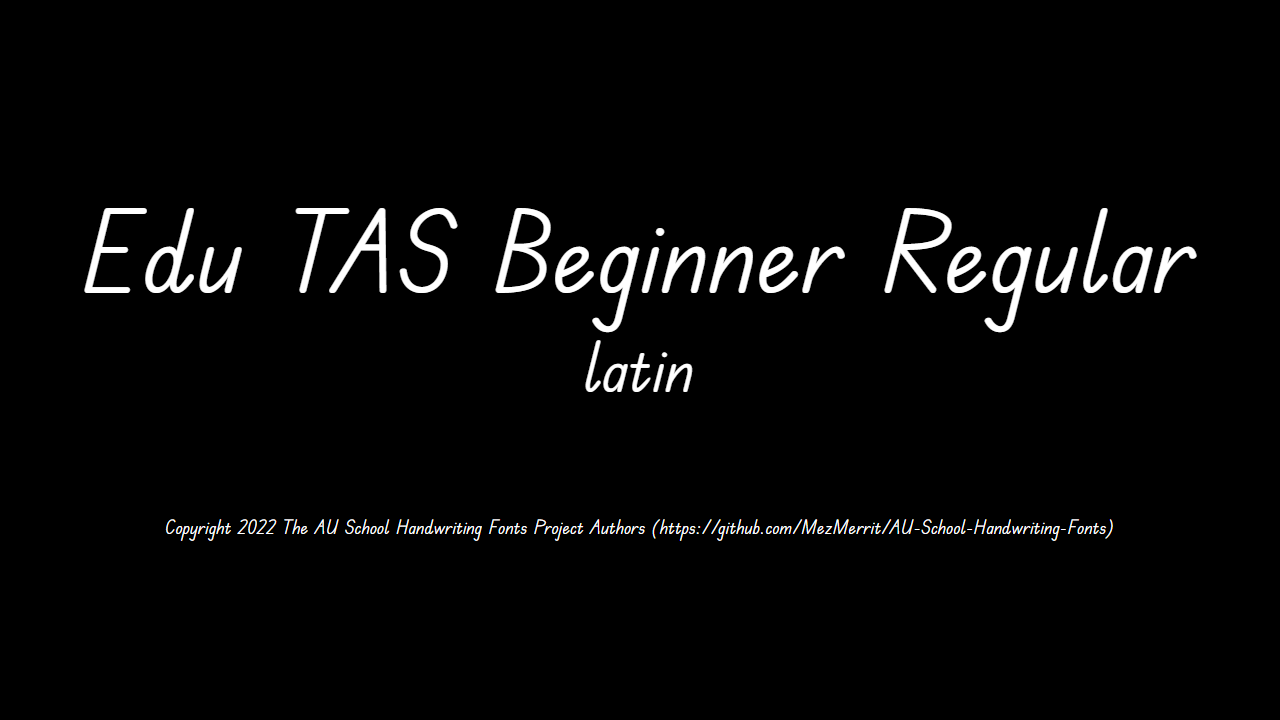 Edu TAS Beginner Regular
latin
Copyright 2022 The AU School Handwriting Fonts Project Authors (https://github.com/MezMerrit/AU-School-Handwriting-Fonts)